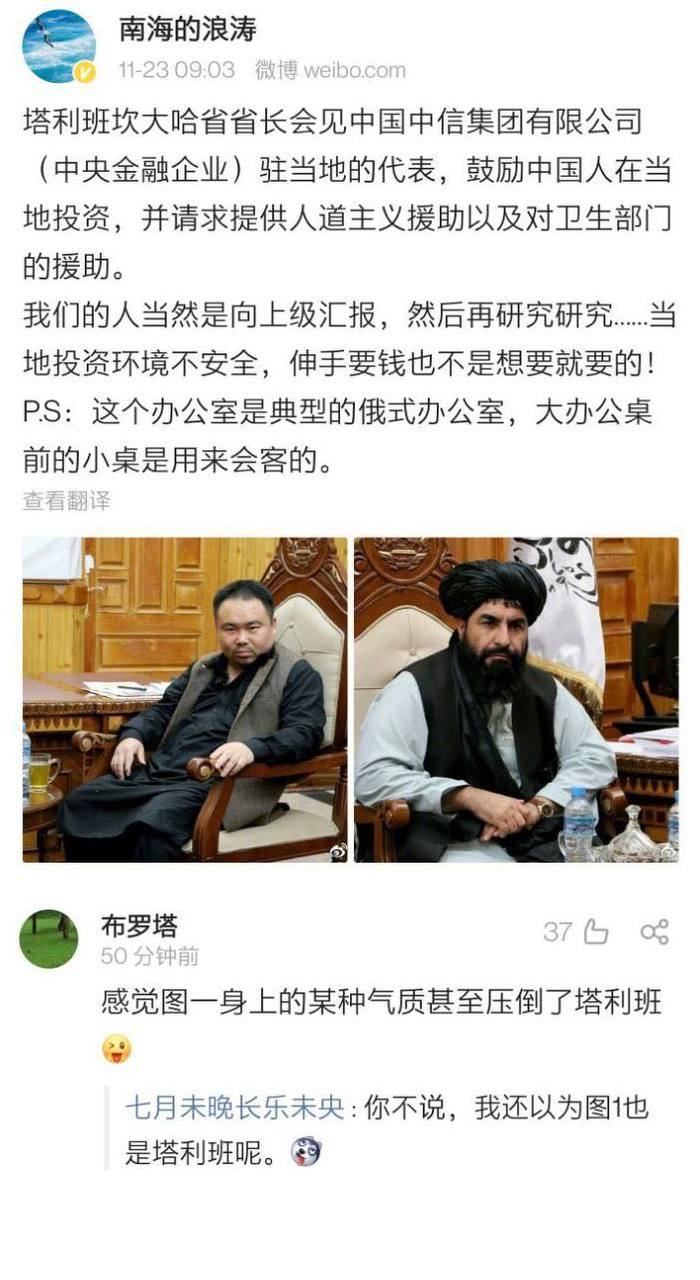 南海的浪涛
11-23 09:03 微博 weibo.com
塔利班坎大哈省省长会见中国中信集团有限公司
（中央金融企业）驻当地的代表，鼓励中国人在当
地投资，并请求提供人道主义援助以及对卫生部门
的援助。
我们的人当然是向上级汇报，然后再研究研究......当
地投资环境不安全，伸手要钱也不是想要就要的！
P.S：这个办公室是典型的俄式办公室，大办公桌
前的小桌是用来会客的。
查看翻译
布罗塔
37
50 分钟前
感觉图一身上的某种气质甚至压倒了塔利班
七月未晚长乐未央：你不说，我还以为图1也
是塔利班呢。